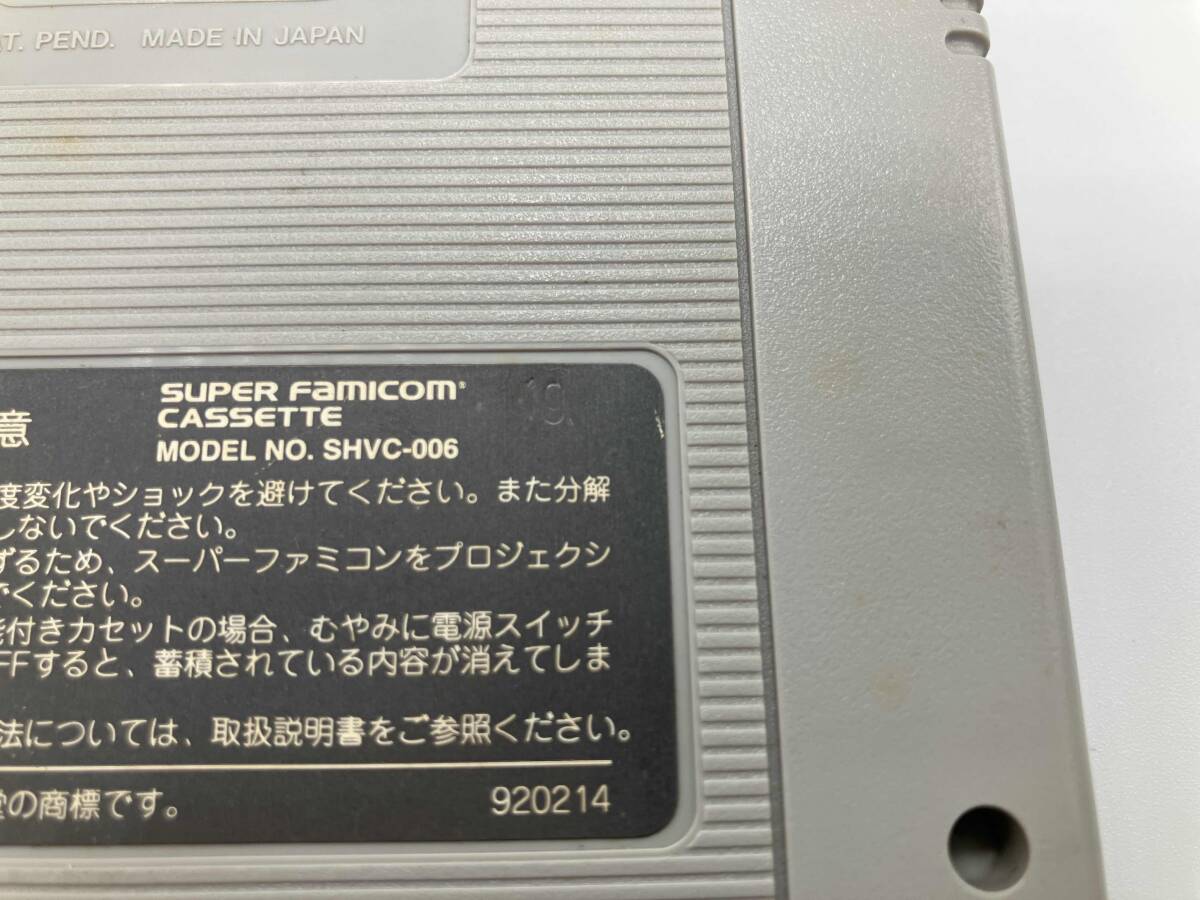 AT. PEND. MADE IN JAPAN
意
SUPER FAMICOM®
CASSETTE
MODEL NO. SHVC-006
19
度変化やショックを避けてください。また分解
しないでください。
ずるため、スーパーファミコンをプロジェクシ
でください。
付きカセットの場合、むやみに電源スイッチ
FFすると、蓄積されている内容が消えてしま
法については、取扱説明書をご参照ください。
の商標です。
920214